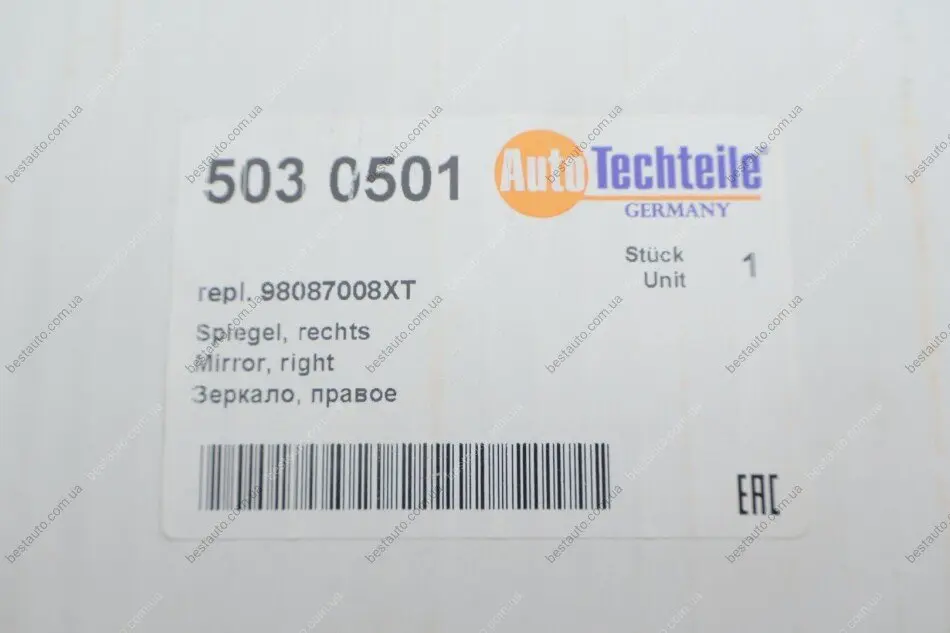 503 0501
AutoTechteile
GERMANY
Stück 1
Unit
repl. 98087008XT
Spiegel, rechts
Mirror, right
Зеркало, правое
EAC
bestauto.com.ua